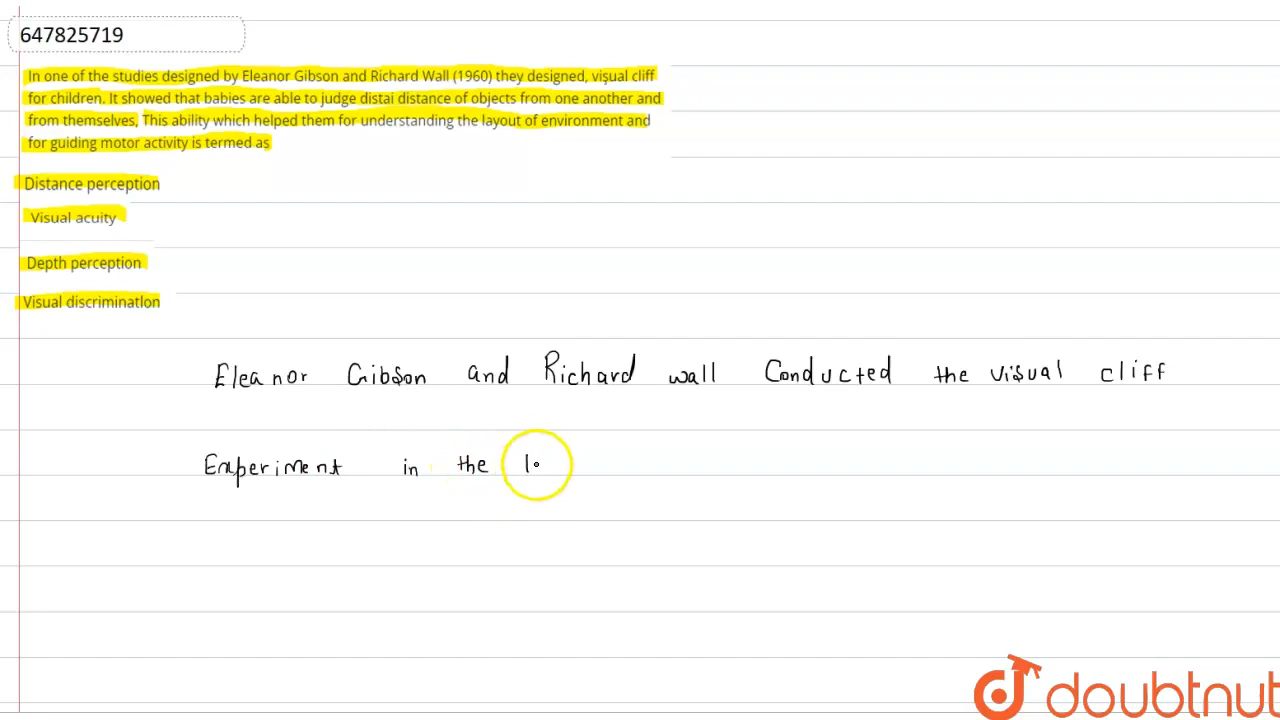 647825719
In one of the studies designed by Eleanor Gibson and Richard Wall (1960) they designed, vişual cliff
for children. It showed that babies are able to judge distai distance of objects from one another and
from themselves, This ability which helped them for understanding the layout of environment and
for guiding motor activity is termed as
Distance perception
Visual acuity
Depth perception
Visual discriminatlon
Eleanor Gibson and Richard wall Conducted the visual cliff
Experiment in the 1
doubtnut